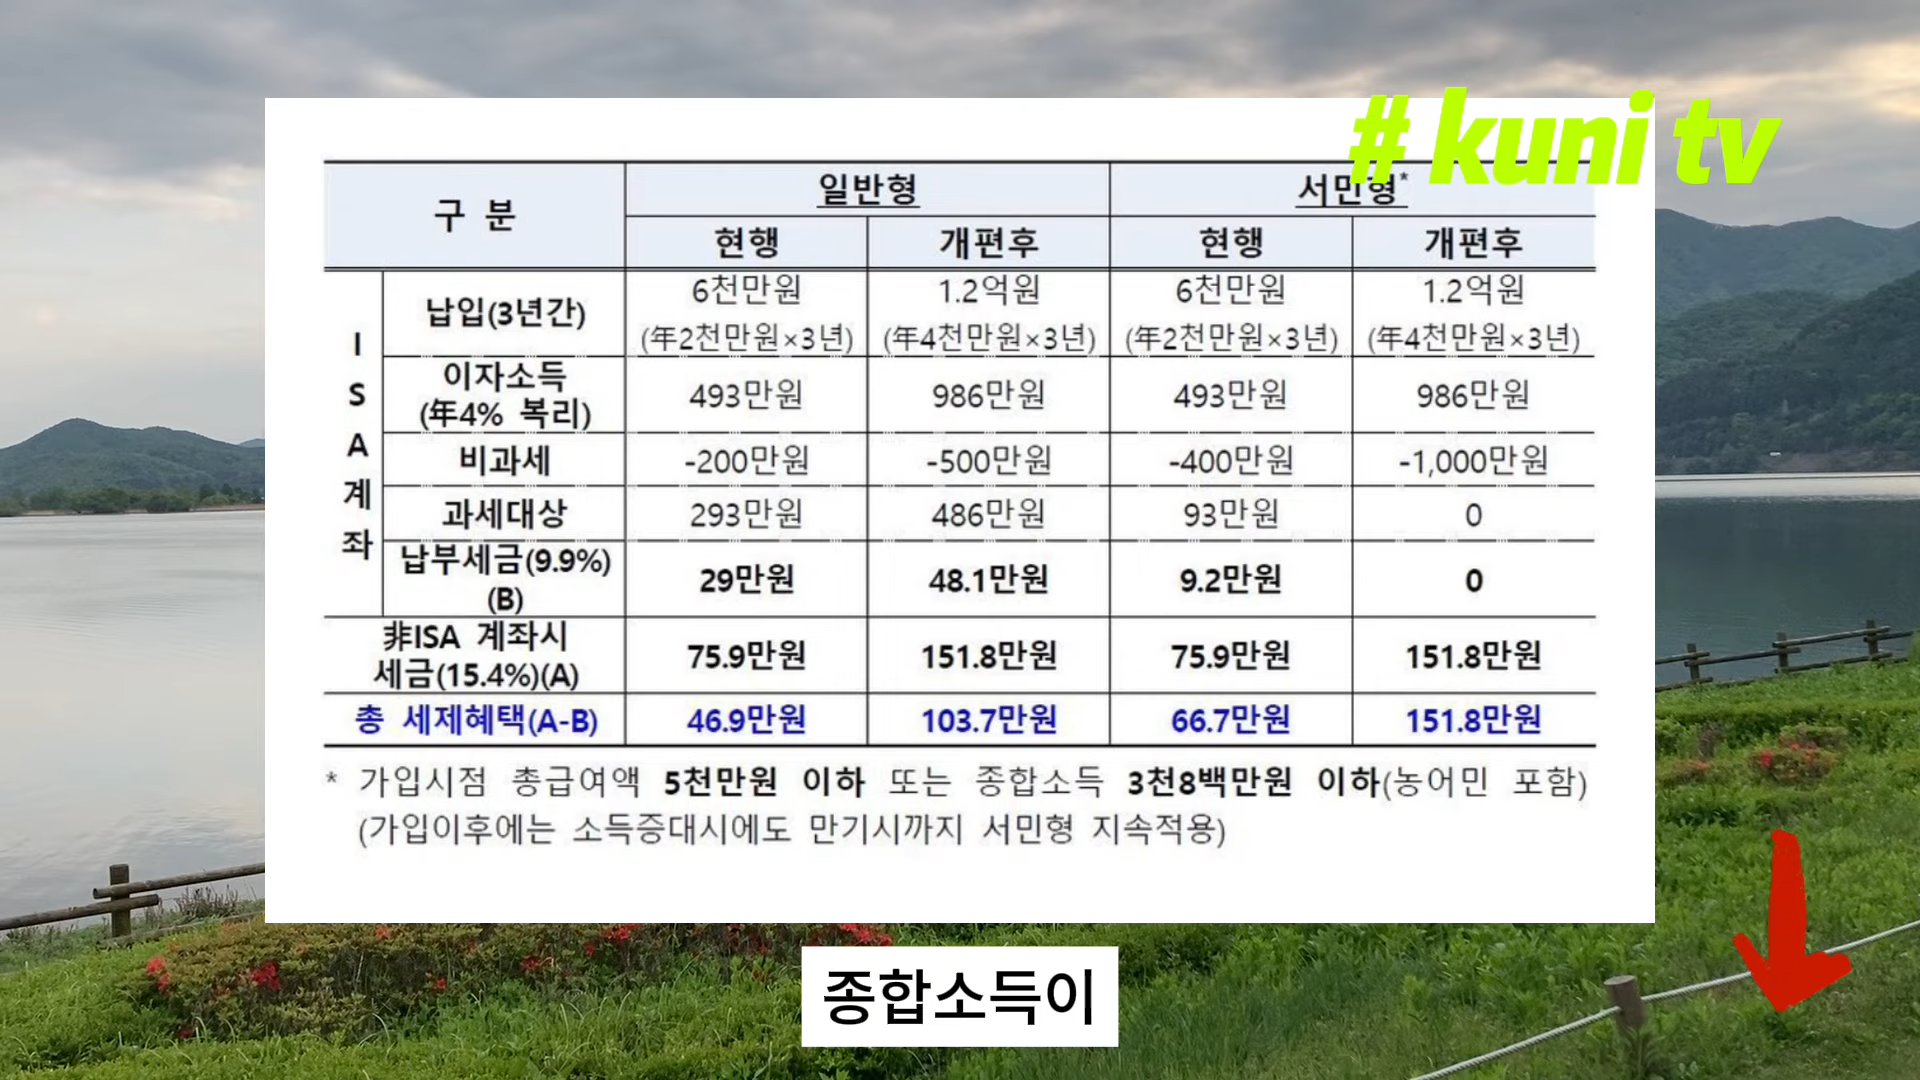 # kuni tv
구 분 일반형 서민형*
현행 개편후 현행 개편후
ISA계좌
납입(3년간) 6천만원 1.2억원 6천만원 1.2억원
(年2천만원×3년) (年4천만원×3년) (年2천만원×3년) (年4천만원×3년)
이자소득
(年4% 복리) 493만원 986만원 493만원 986만원
비과세 -200만원 -500만원 -400만원 -1,000만원
과세대상 293만원 486만원 93만원 0
납부세금(9.9%)
(B) 29만원 48.1만원 9.2만원 0
非ISA 계좌시
세금(15.4%)(A) 75.9만원 151.8만원 75.9만원 151.8만원
총 세제혜택(A-B) 46.9만원 103.7만원 66.7만원 151.8만원
* 가입시점 총급여액 5천만원 이하 또는 종합소득 3천8백만원 이하(농어민 포함)
(가입이후에는 소득증대시에도 만기시까지 서민형 지속적용)
종합소득이